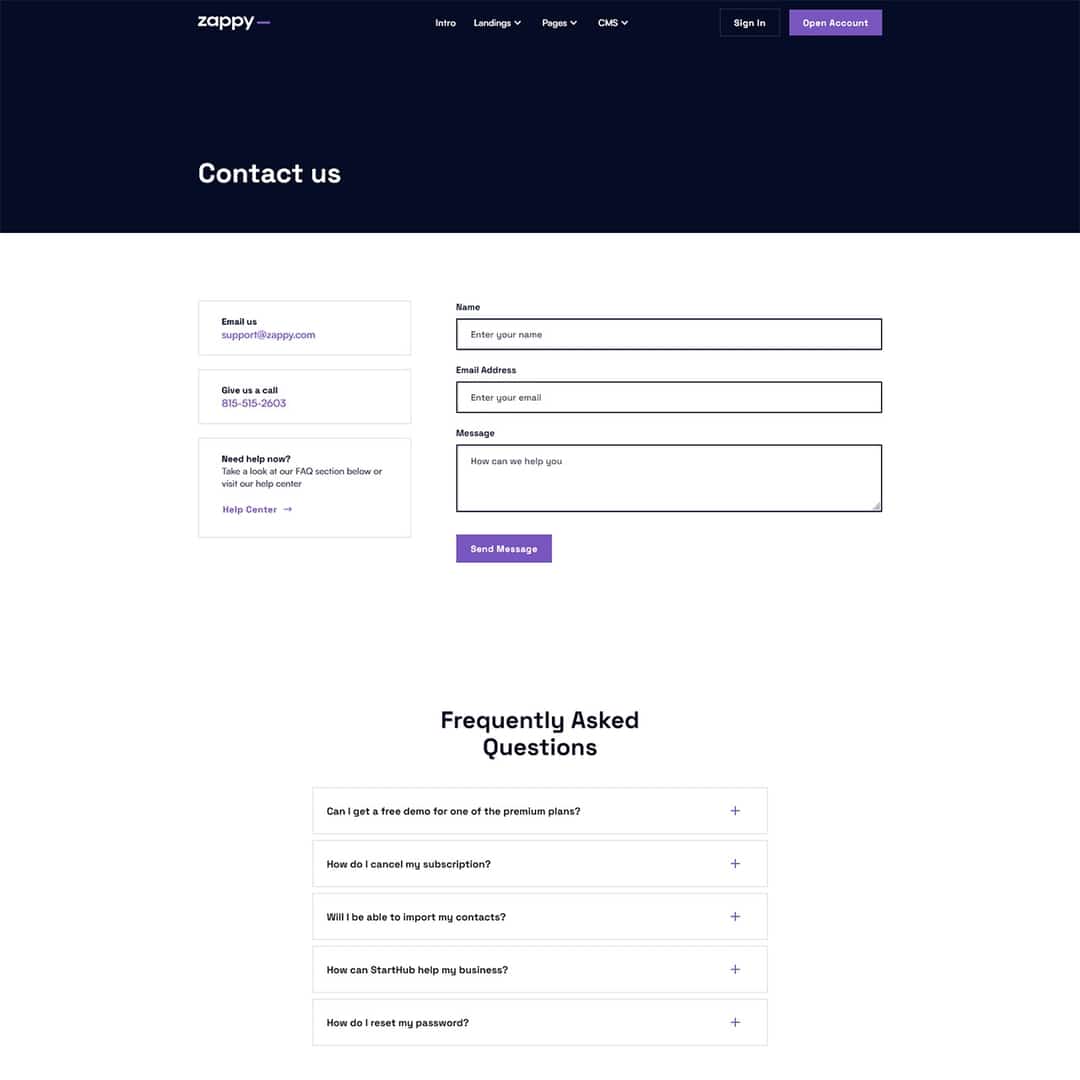 zappy
Intro Landings Pages CMS Sign In Open Account
Contact us
Email us
support@zappy.com
Give us a call
815-515-2603
Need help now?
Take a look at our FAQ section below or
visit our help center
Help Center →
Name
Enter your name
Email Address
Enter your email
Message
How can we help you
Send Message
Frequently Asked
Questions
Can I get a free demo for one of the premium plans?
How do I cancel my subscription?
Will I be able to import my contacts?
How can StartHub help my business?
How do I reset my password?